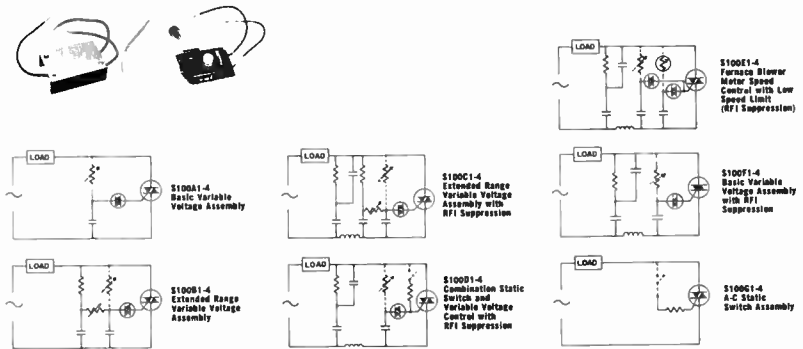 LOAD
S100E1-4
Furnace Blower
Motor Speed
Control with Low
Speed Limit
(RFI Suppression)
LOAD
S100A1-4
Basic Variable
Voltage Assembly
LOAD
S100C1-4
Extended Range
Variable Voltage
Assembly with
RFI Suppression
LOAD
S100F1-4
Basic Variable
Voltage Assembly
with RFI
Suppression
LOAD
S100B1-4
Extended Range
Variable Voltage
Assembly
LOAD
S100D1-4
Combination Static
Switch and
Variable Voltage
Control with
RFI Suppression
LOAD
S100G1-4
A-C Static
Switch Assembly